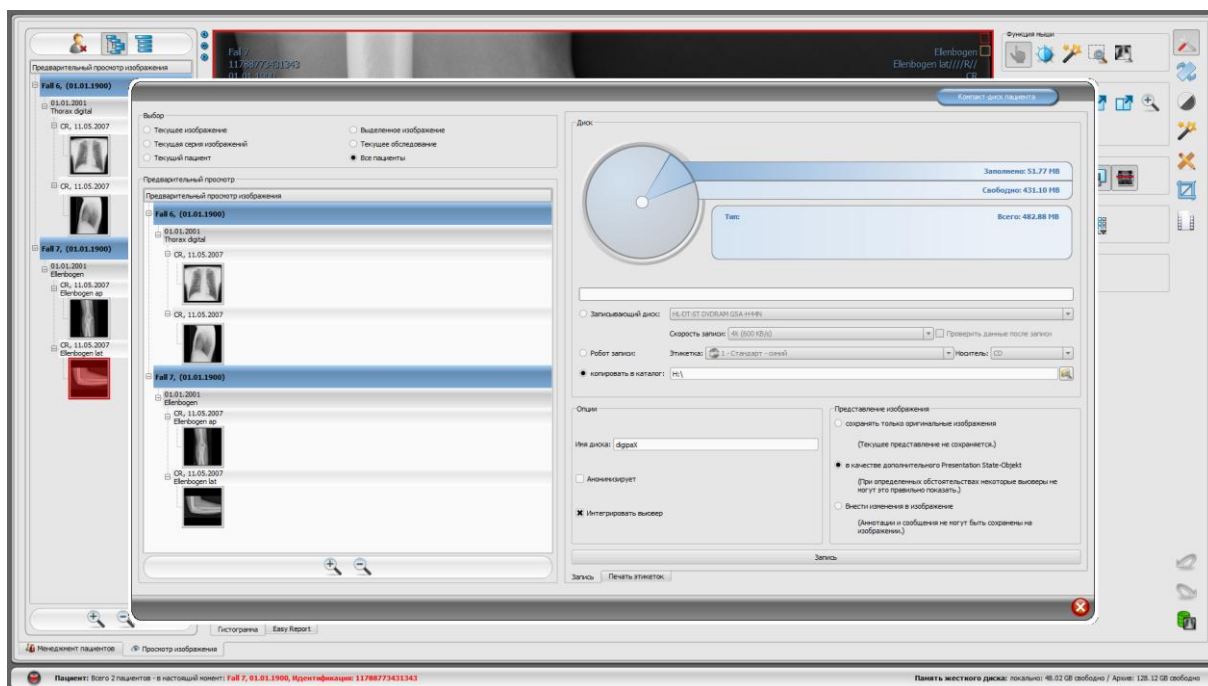 Предварительный просмотр изображения
Fall 6, (01.01.1900)
01.01.2001
Thorax digital
CR, 11.05.2007
CR, 11.05.2007
Fall 7, (01.01.1900)
01.01.2001
Ellenbogen
CR, 11.05.2007
Ellenbogen ap
CR, 11.05.2007
Ellenbogen lat
Fall 7
11788773431343
01.01.1900
Ellenbogen
Ellenbogen lat////R//
CR
Функция мыши
Компакт-диск пациента
Выбор
Текущее изображение
Выделенное изображение
Текущая серия изображений
Текущее обследование
Текущий пациент
Все пациенты
Предварительный просмотр
Предварительный просмотр изображения
Fall 6, (01.01.1900)
01.01.2001
Thorax digital
CR, 11.05.2007
CR, 11.05.2007
Fall 7, (01.01.1900)
01.01.2001
Ellenbogen
CR, 11.05.2007
Ellenbogen ap
CR, 11.05.2007
Ellenbogen lat
Диск
Заполнено: 51.77 MB
Свободно: 431.10 MB
Тип: Всего: 482.88 MB
Записывающий диск: HL-DT-ST DVDRAM GSA-H44N
Скорость записи: 4X (600 KB/s) Проверить данные после записи
Робот записи: Этикетка: 1 - Стандарт - синий Носитель: CD
копировать в каталог: H:\
Опции
Имя диска: digipaX
Анонимизирует
Интегрировать вьювер
Представление изображения
сохранять только оригинальные изображения
(Текущее представление не сохраняется.)
в качестве дополнительного Presentation State-Objekt
(При определенных обстоятельствах некоторые вьюверы не
могут это правильно показать.)
Внести изменения в изображение
(Аннотации и сообщения не могут быть сохранены на
изображении.)
Запись
Запись Печать этикеток
Гистограмма Easy Report
Менеджмент пациентов Просмотр изображения
Пациент: Всего 2 пациентов - в настоящий момент: Fall 7, 01.01.1900, Идентификация: 11788773431343
Память жесткого диска: локально: 48.02 GB свободно / Архив: 128.12 GB свободно